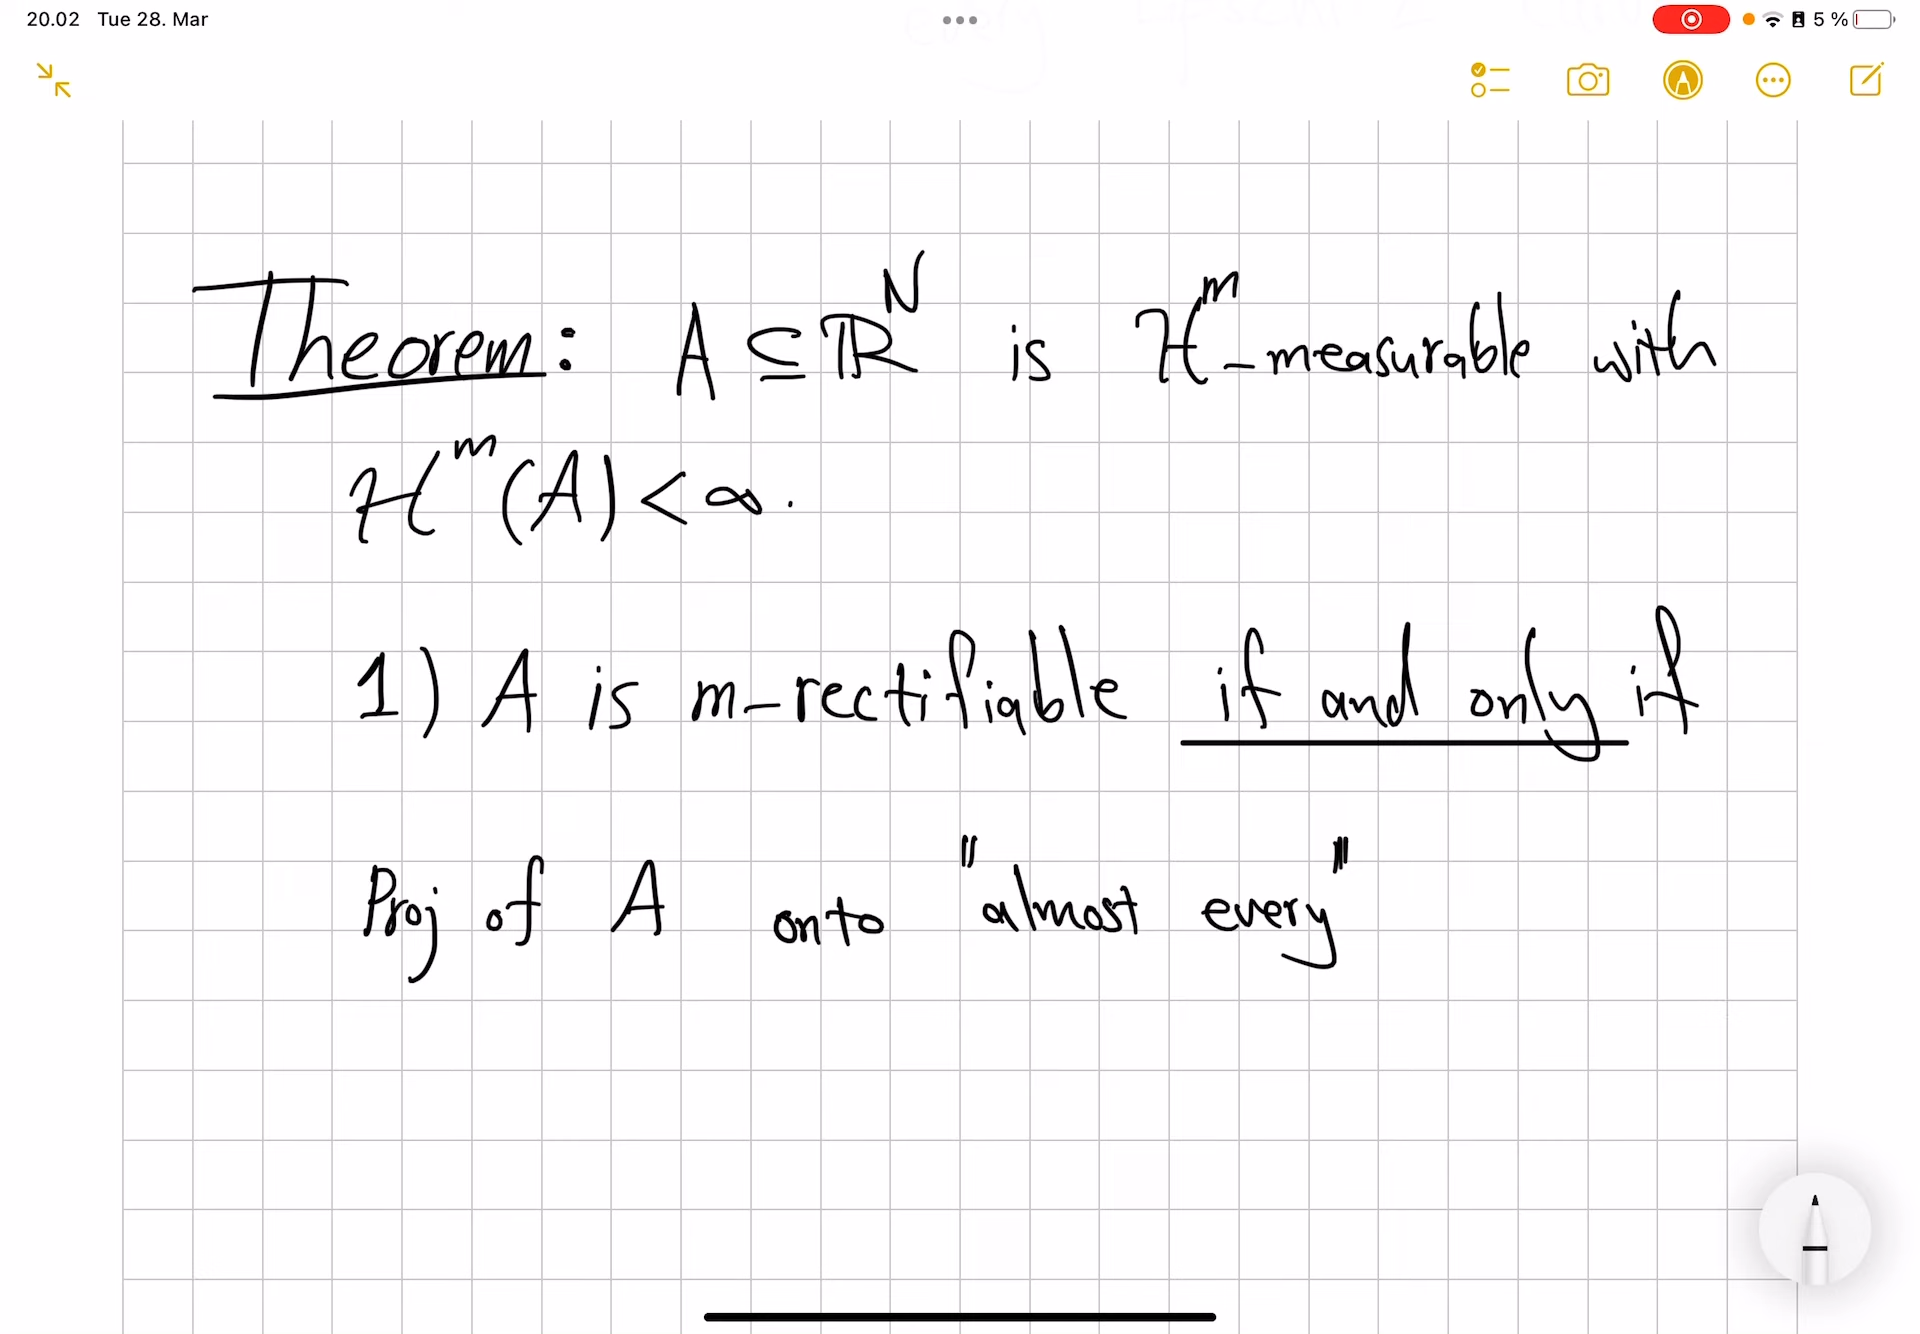 20.02 Tue 28. Mar
5 %
Theorem: A ⊆ ℝ^N is ℋ^m-measurable with
ℋ^m(A) < ∞.
1) A is m-rectifiable if and only if
Proj of A onto "almost every"